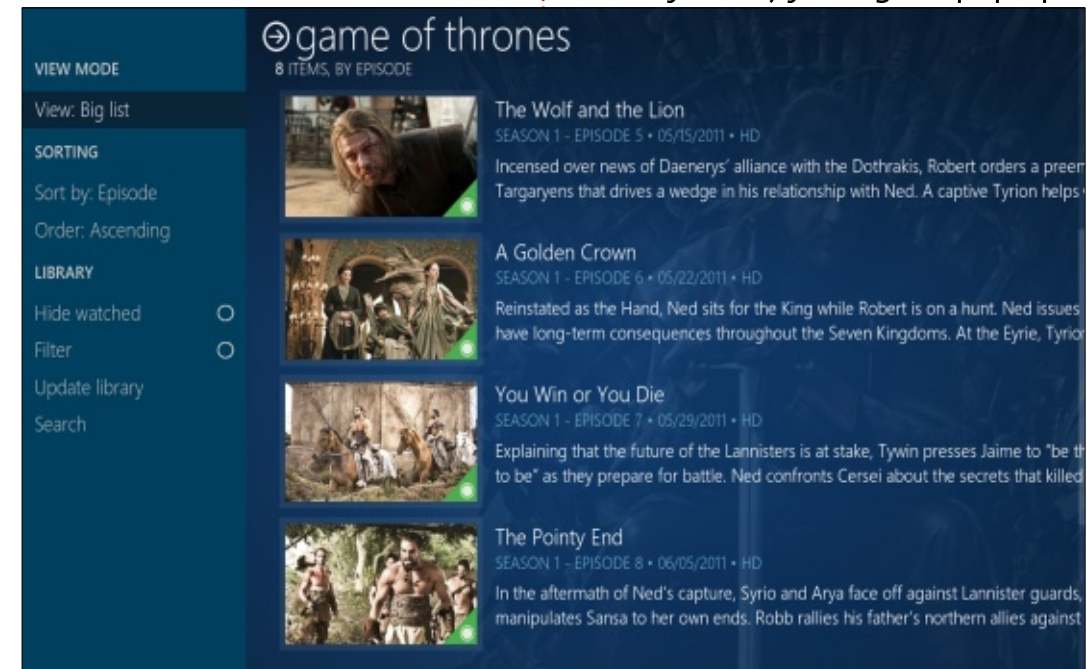 game of thrones
8 ITEMS, BY EPISODE
VIEW MODE
View: Big list
SORTING
Sort by: Episode
Order: Ascending
LIBRARY
Hide watched
Filter
Update library
Search
The Wolf and the Lion
SEASON 1 - EPISODE 5 • 05/15/2011 • HD
Incensed over news of Daenerys' alliance with the Dothrakis, Robert orders a
Targaryens that drives a wedge in his relationship with Ned. A captive Tyrion helps
A Golden Crown
SEASON 1 - EPISODE 6 • 05/22/2011 • HD
Reinstated as the Hand, Ned sits for the King while Robert is on a hunt. Ned issues
have long-term consequences throughout the Seven Kingdoms. At the Eyrie,
You Win or You Die
SEASON 1 - EPISODE 7 • 05/29/2011 • HD
Explaining that the future of the Lannisters is at stake, Tywin presses Jaime to "be
to be" as they prepare for battle. Ned confronts Cersei about the secrets that killed
The Pointy End
SEASON 1 - EPISODE 8 • 06/05/2011 • HD
In the aftermath of Ned's capture, Syrio and Arya face off against Lannister guards,
manipulates Sansa to her own ends. Robb rallies his father's northern allies against